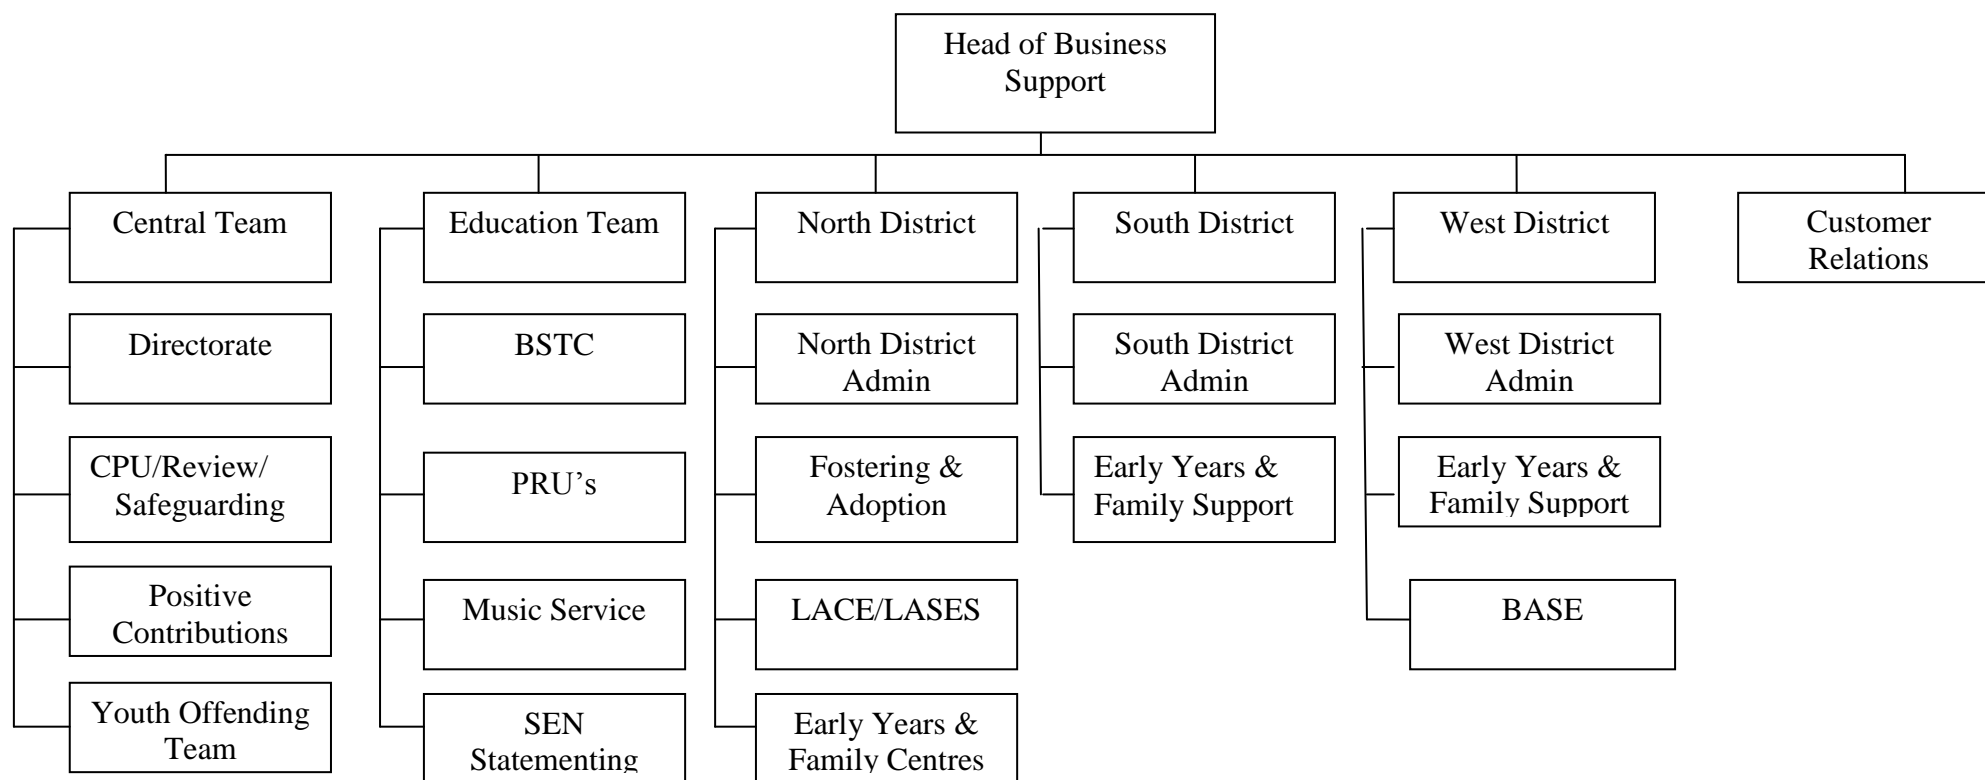 Head of Business
Support
Central Team
Education Team
North District
South District
West District
Customer
Relations
Directorate
BSTC
North District
Admin
South District
Admin
West District
Admin
CPU/Review/
Safeguarding
PRU’s
Fostering &
Adoption
Early Years &
Family Support
Early Years &
Family Support
Positive
Contributions
Music Service
LACE/LASES
BASE
Youth Offending
Team
SEN
Statementing
Early Years &
Family Centres